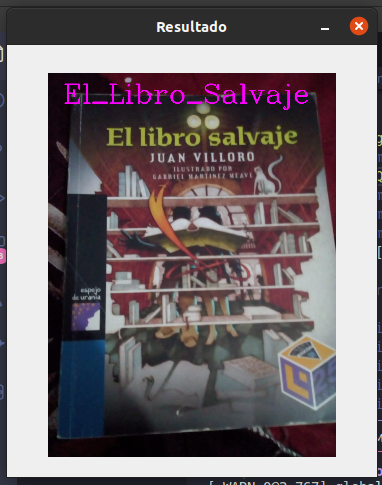 Resultado
El_Libro_Salvaje
El libro salvaje
JUAN VILLORO
ILUSTRADO POR
GABRIEL MARTÍNEZ MEAVE
espejo
de urania